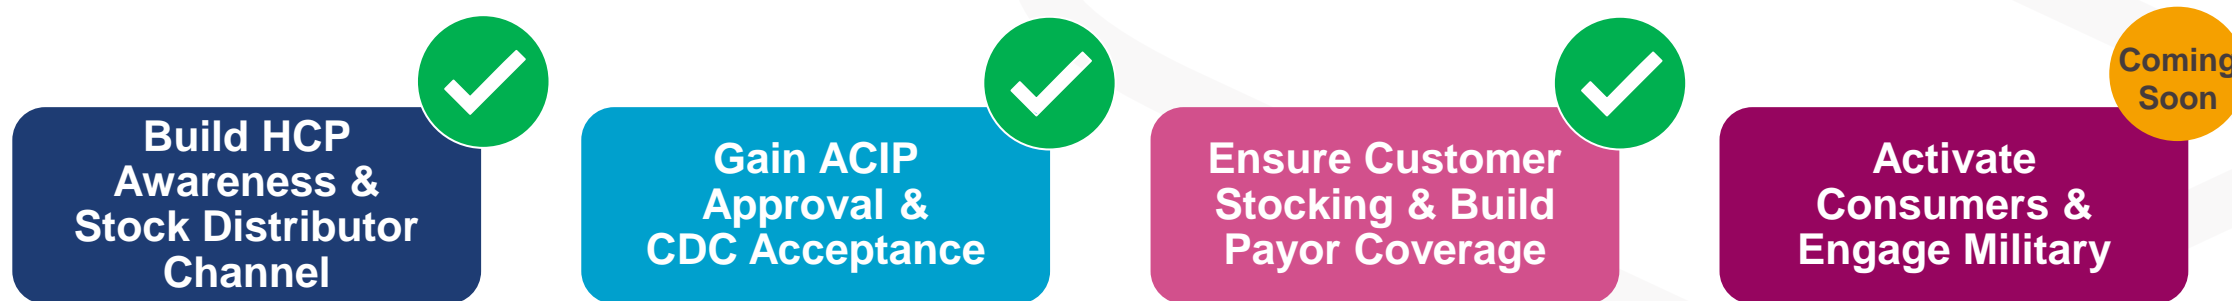 Build HCP
Awareness &
Stock Distributor
Channel
Gain ACIP
Approval &
CDC Acceptance
Ensure Customer
Stocking & Build
Payor Coverage
Coming
Soon
Activate
Consumers &
Engage Military